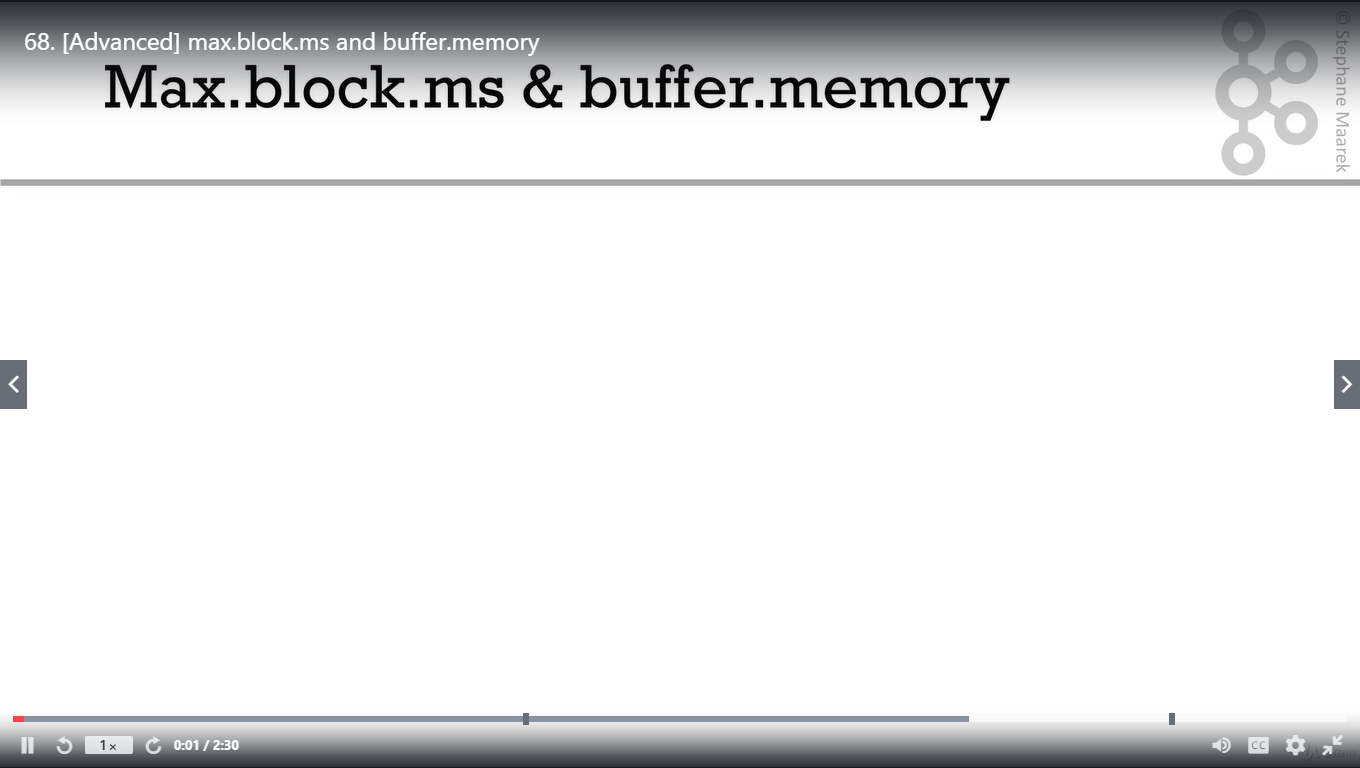 68. [Advanced] max.block.ms and buffer.memory
Max.block.ms & buffer.memory
© Stephane Maarek
1 x
0:01 / 2:30
CC